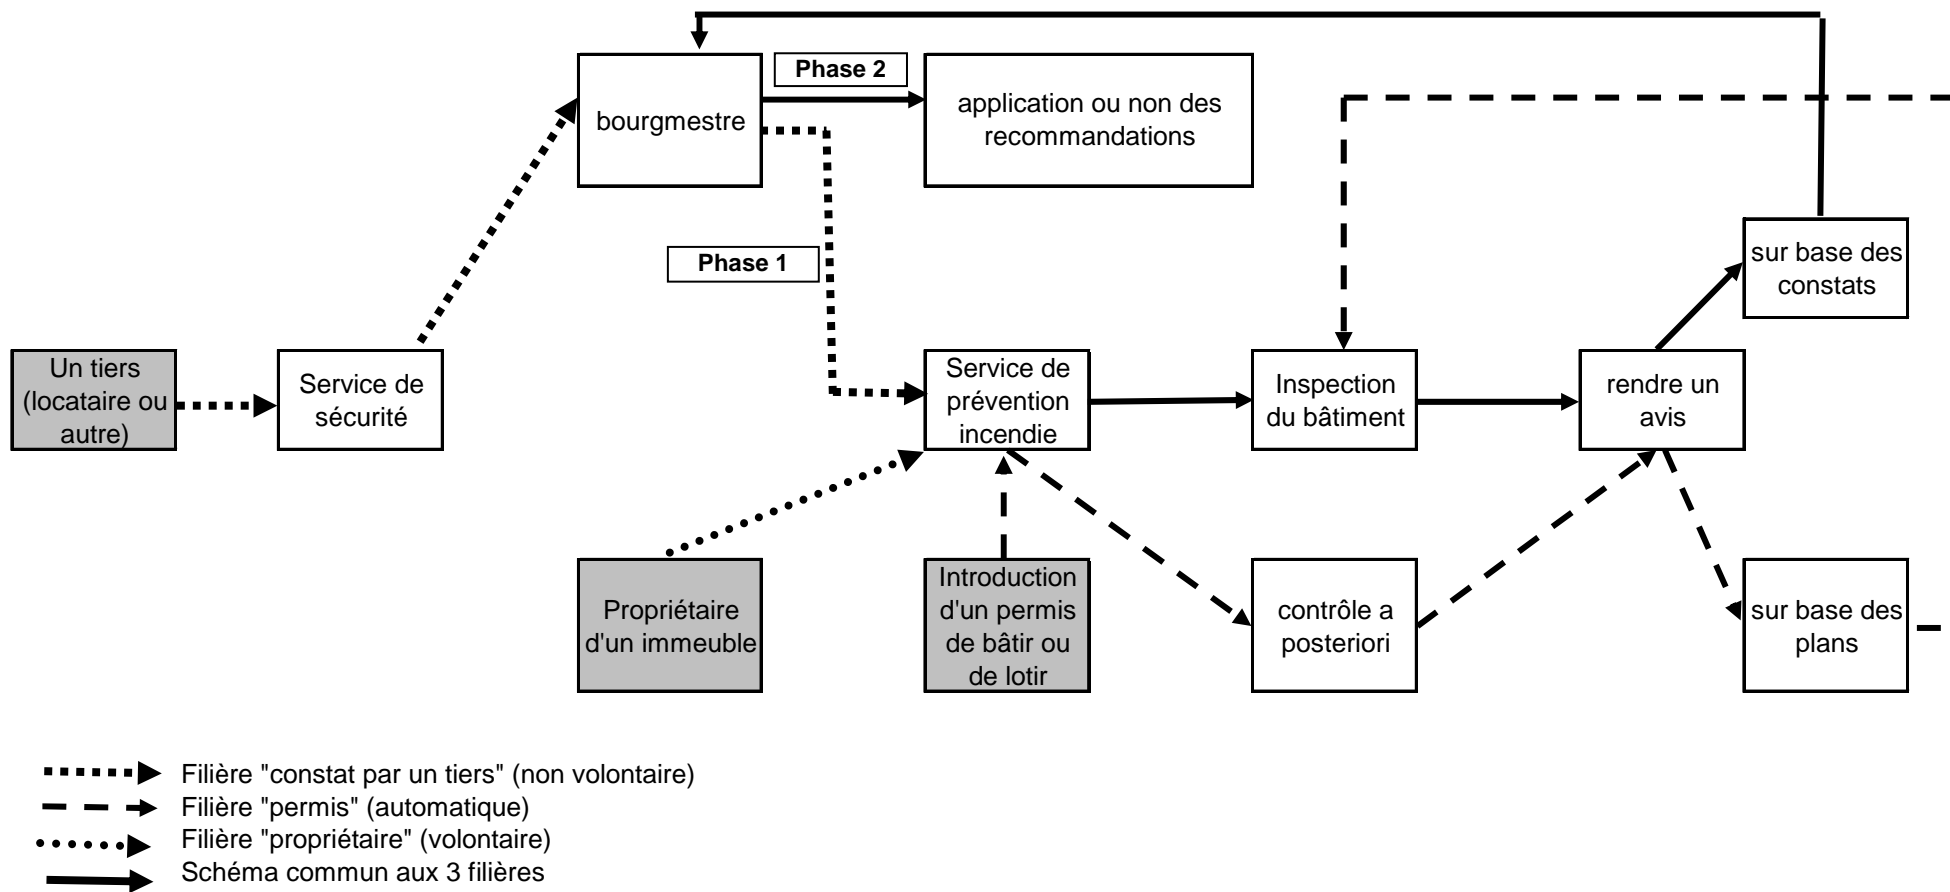 Phase 2
bourgmestre
application ou non des
recommandations
Phase 1
sur base des
constats
Un tiers
(locataire ou
autre)
Service de
sécurité
Service de
prévention
incendie
Inspection
du bâtiment
rendre un
avis
Propriétaire
d'un immeuble
Introduction
d'un permis
de bâtir ou
de lotir
contrôle a
posteriori
sur base des
plans
Filière "constat par un tiers" (non volontaire)
Filière "permis" (automatique)
Filière "propriétaire" (volontaire)
Schéma commun aux 3 filières